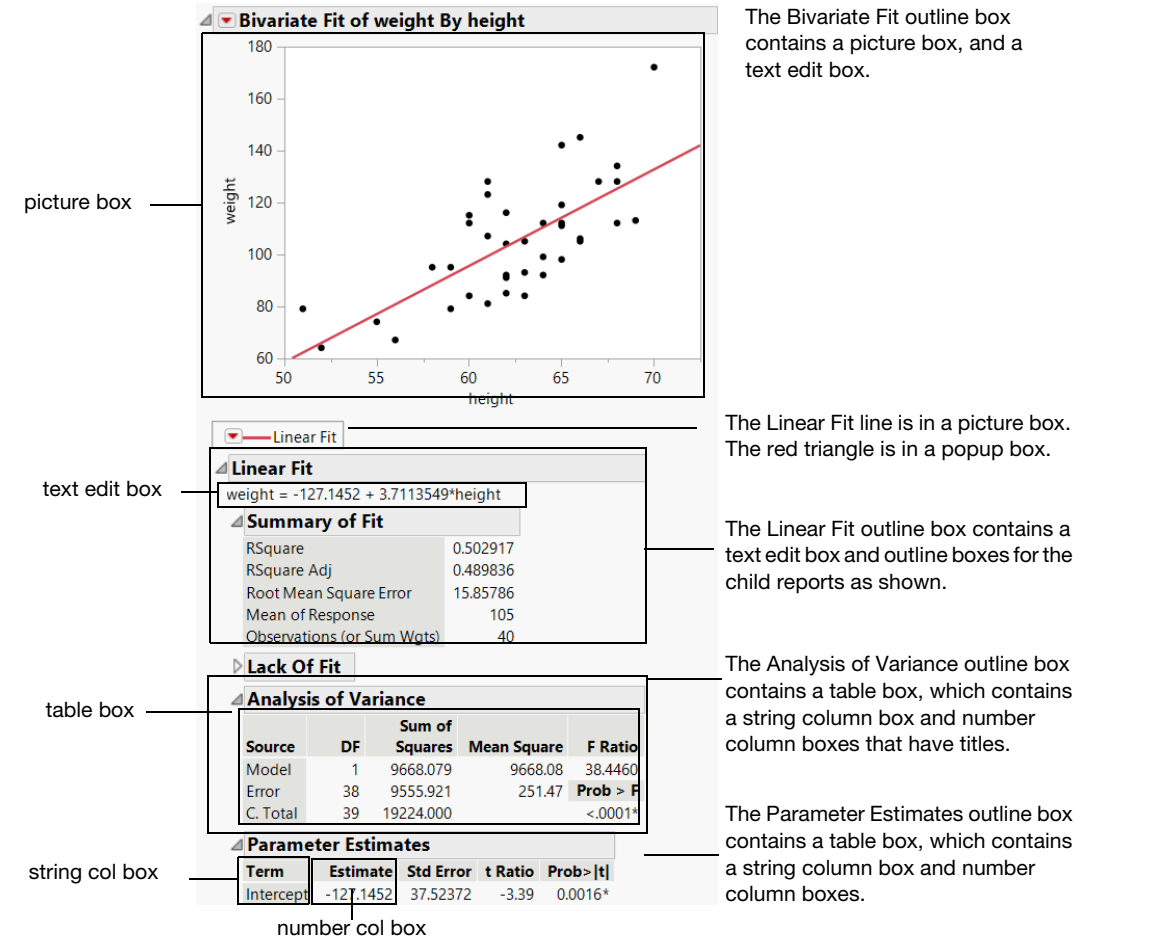 Bivariate Fit of weight By height
The Bivariate Fit outline box
contains a picture box, and a
text edit box.
180
160
140
120
100
80
60
weight
50 55 60 65 70
height
picture box
Linear Fit
The Linear Fit line is in a picture box.
The red triangle is in a popup box.
Linear Fit
text edit box
weight = -127.1452 + 3.7113549*height
Summary of Fit
RSquare 0.502917
RSquare Adj 0.489836
Root Mean Square Error 15.85786
Mean of Response 105
Observations (or Sum Wgts) 40
The Linear Fit outline box contains a
text edit box and outline boxes for the
child reports as shown.
Lack Of Fit
table box
Analysis of Variance
Source DF Sum of Squares Mean Square F Ratio
Model 1 9668.079 9668.08 38.4460
Error 38 9555.921 251.47 Prob > F
C. Total 39 19224.000 <.0001*
The Analysis of Variance outline box
contains a table box, which contains
a string column box and number
column boxes that have titles.
Parameter Estimates
string col box
Term Estimate Std Error t Ratio Prob>|t|
Intercept -127.1452 37.52372 -3.39 0.0016*
number col box
The Parameter Estimates outline box
contains a table box, which contains
a string column box and number
column boxes.